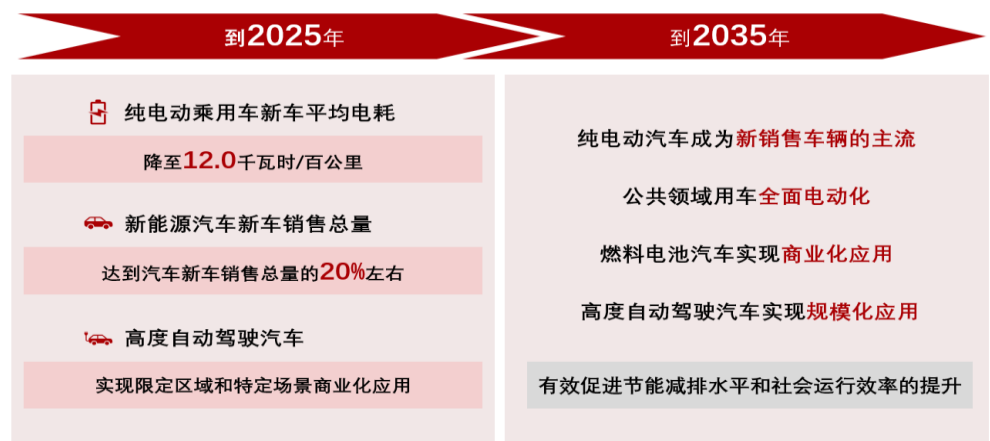 到2025年
纯电动乘用车新车平均电耗
降至12.0千瓦时/百公里
新能源汽车新车销售总量
达到汽车新车销售总量的20%左右
高度自动驾驶汽车
实现限定区域和特定场景商业化应用
到2035年
纯电动汽车成为新销售车辆的主流
公共领域用车全面电动化
燃料电池汽车实现商业化应用
高度自动驾驶汽车实现规模化应用
有效促进节能减排水平和社会运行效率的提升